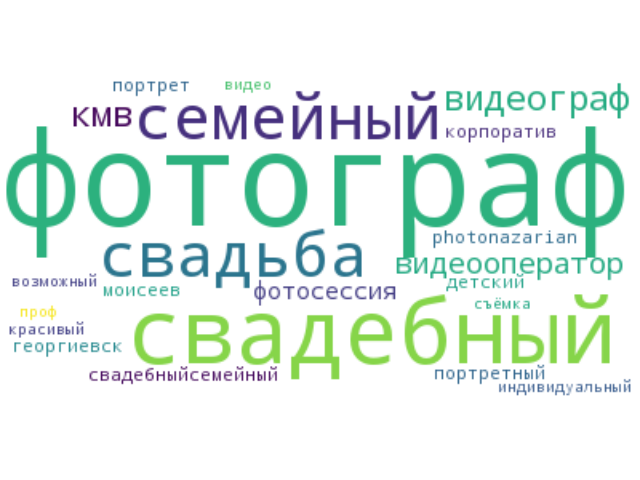 портрет видео
кмв семейный видеограф
корпоратив
фотограф
свадьба photonazarian
видеооператор
возможный моисеев фотосессия детский
съёмка
проф свадебный
красивый
георгиевск
свадебныйсемейный портретный
индивидуальный